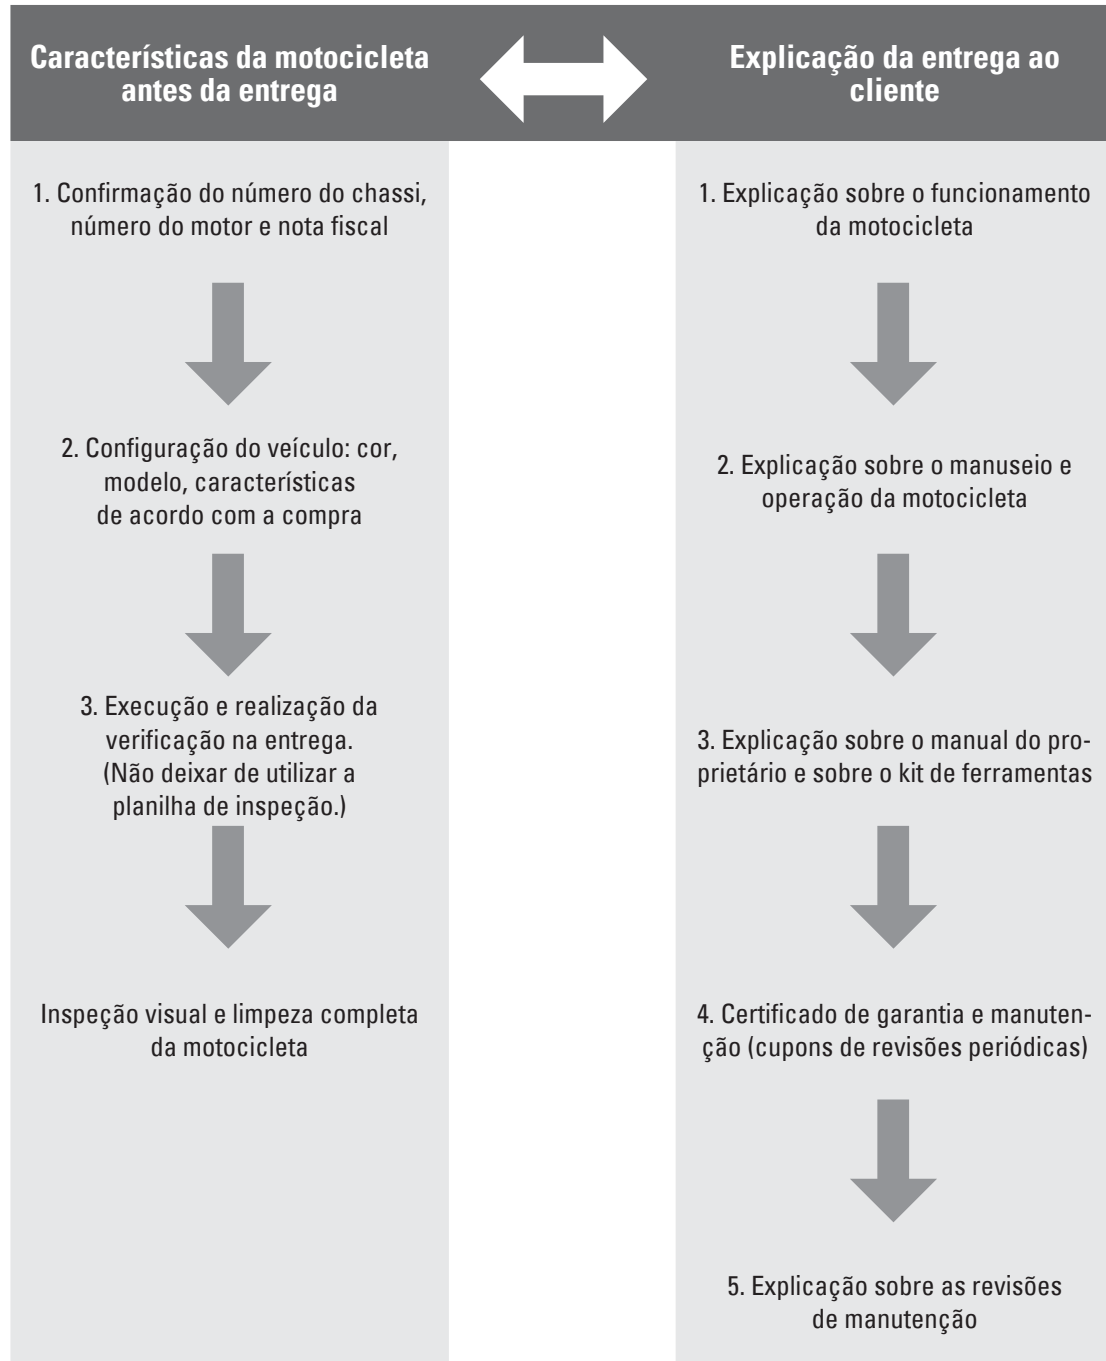 Características da motocicleta
antes da entrega
1. Confirmação do número do chassi,
número do motor e nota fiscal
2. Configuração do veículo: cor,
modelo, características
de acordo com a compra
3. Execução e realização da
verificação na entrega.
(Não deixar de utilizar a
planilha de inspeção.)
Inspeção visual e limpeza completa
da motocicleta
Explicação da entrega ao
cliente
1. Explicação sobre o funcionamento
da motocicleta
2. Explicação sobre o manuseio e
operação da motocicleta
3. Explicação sobre o manual do pro-
prietário e sobre o kit de ferramentas
4. Certificado de garantia e manuten-
ção (cupons de revisões periódicas)
5. Explicação sobre as revisões
de manutenção